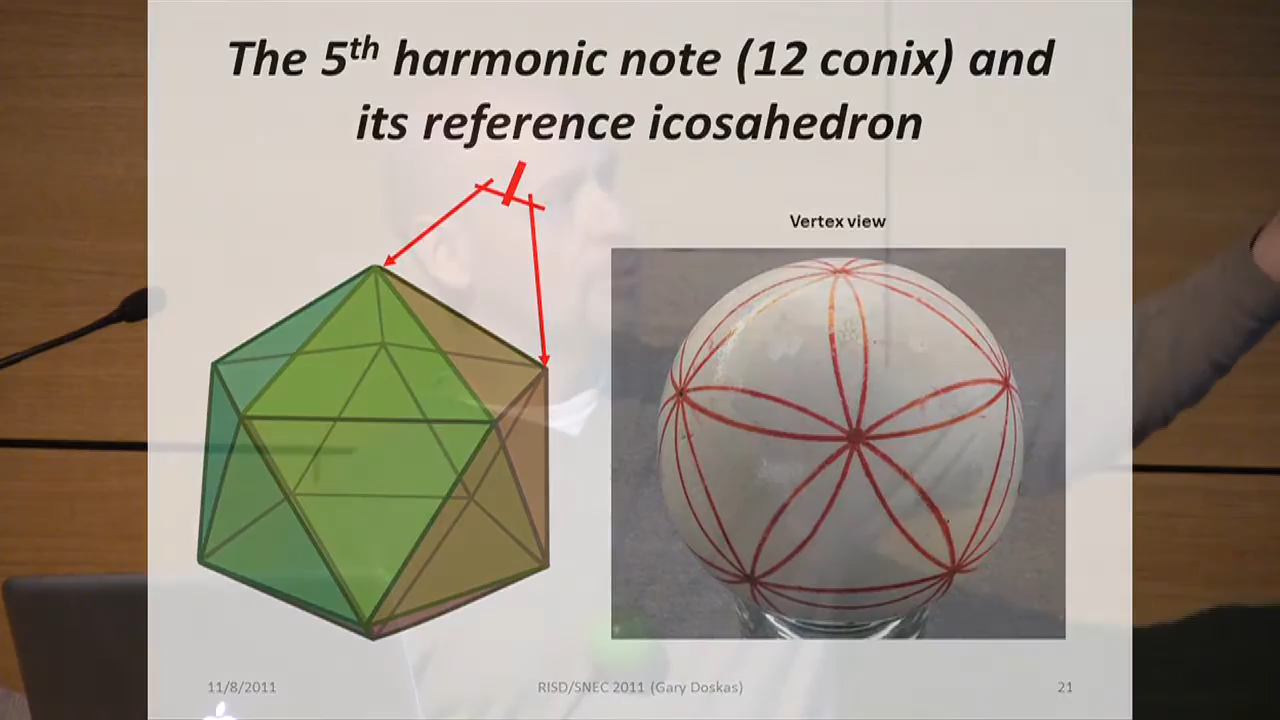 The 5th harmonic note (12 conix) and
its reference icosahedron
Vertex view
11/8/2011
RISD/SNEC 2011 (Gary Doskas)
21